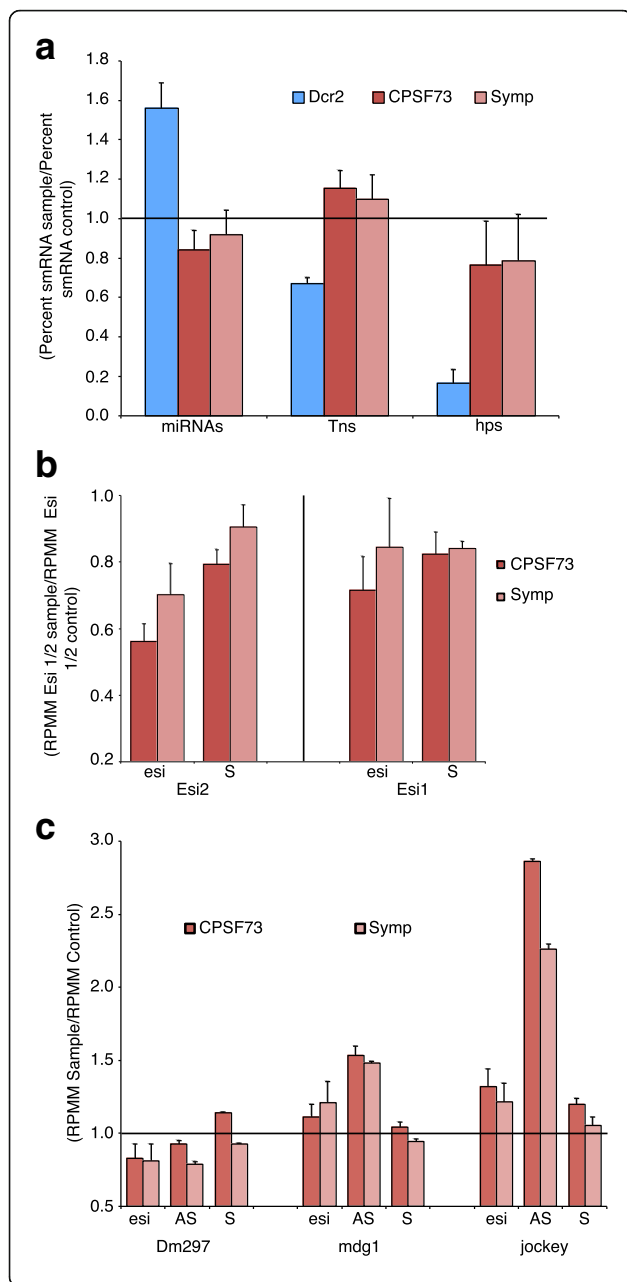 a
(Percent smRNA sample/Percent
smRNA control)
1.8
1.6
1.4
1.2
1.0
0.8
0.6
0.4
0.2
0.0
Dcr2 CPSF73 Symp
miRNAs Tns hps
b
(RPMM Esi 1/2 sample/RPMM Esi
1/2 control)
1.0
0.8
0.6
0.4
0.2
CPSF73
Symp
esi S esi S
Esi2 Esi1
c
(RPMM Sample/RPMM Control)
3.0
2.5
2.0
1.5
1.0
0.5
CPSF73 Symp
esi AS S esi AS S esi AS S
Dm297 mdg1 jockey